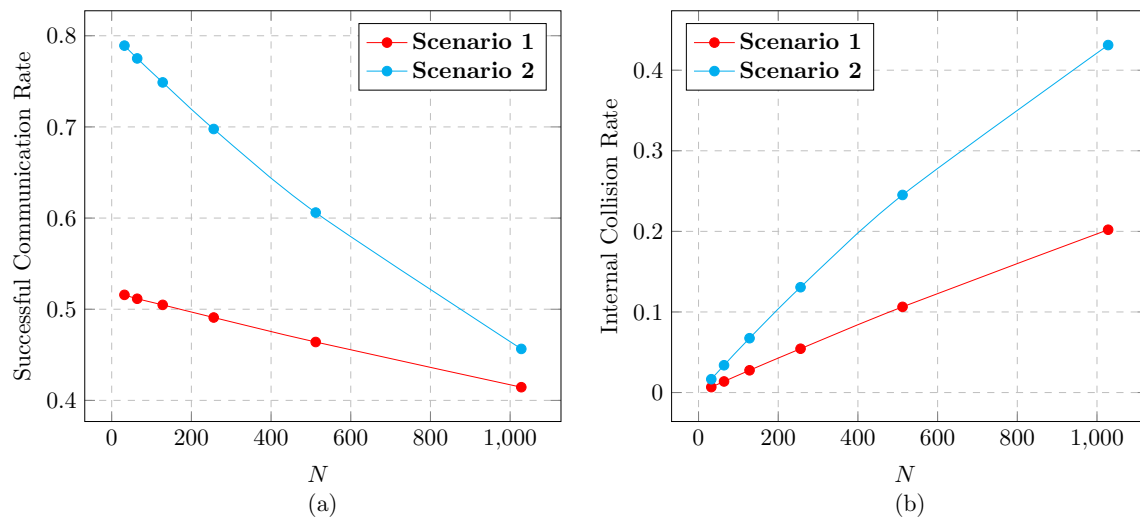 0.8
0.7
0.6
0.5
0.4
Successful Communication Rate
Scenario 1
Scenario 2
0 200 400 600 800 1,000
N
(a)
0.4
0.3
0.2
0.1
0
Internal Collision Rate
Scenario 1
Scenario 2
0 200 400 600 800 1,000
N
(b)